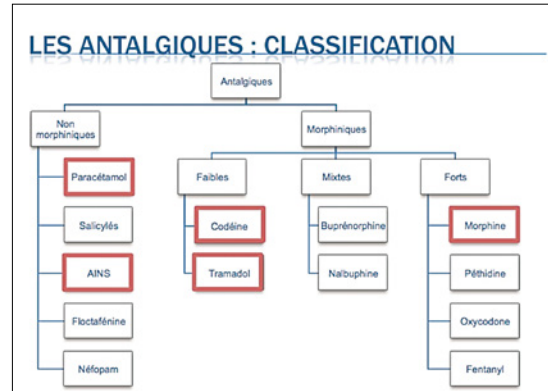 LES ANTALGIQUES : CLASSIFICATION
Antalgiques
Non
morphiniques
Morphiniques
Paracétamol
Salicylés
AINS
Floctafénine
Néfopam
Faibles
Mixtes
Forts
Codéine
Tramadol
Buprénorphine
Nalbuphine
Morphine
Péthidine
Oxycodone
Fentanyl